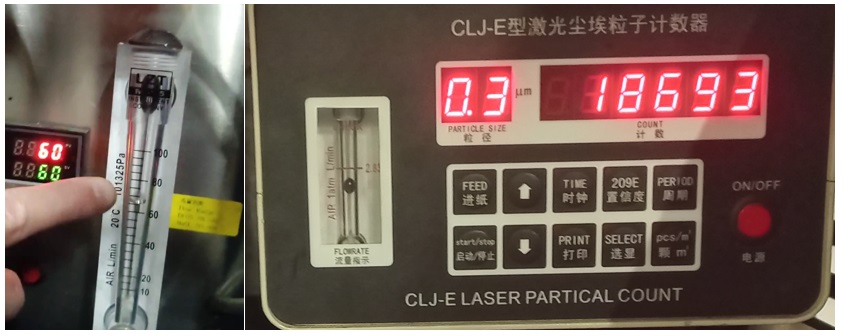 60
60
AiR L/min 20°C 101325Pa
100
80
60
40
20
10
CLJ-E型激光尘埃粒子计数器
0.3 μm
18693
PARTICLE SIZE
粒 径
COUNT
计 数
AIR 1atm L/min
2.83
FLOWRATE
流量指示
FEED
进纸
TIME
时钟
209E
置信度
PERIOD
周期
ON/OFF
start/stop
启动/停止
PRINT
打印
SELECT
选显
pcs/m³
颗 m³
电源
CLJ-E LASER PARTICAL COUNT